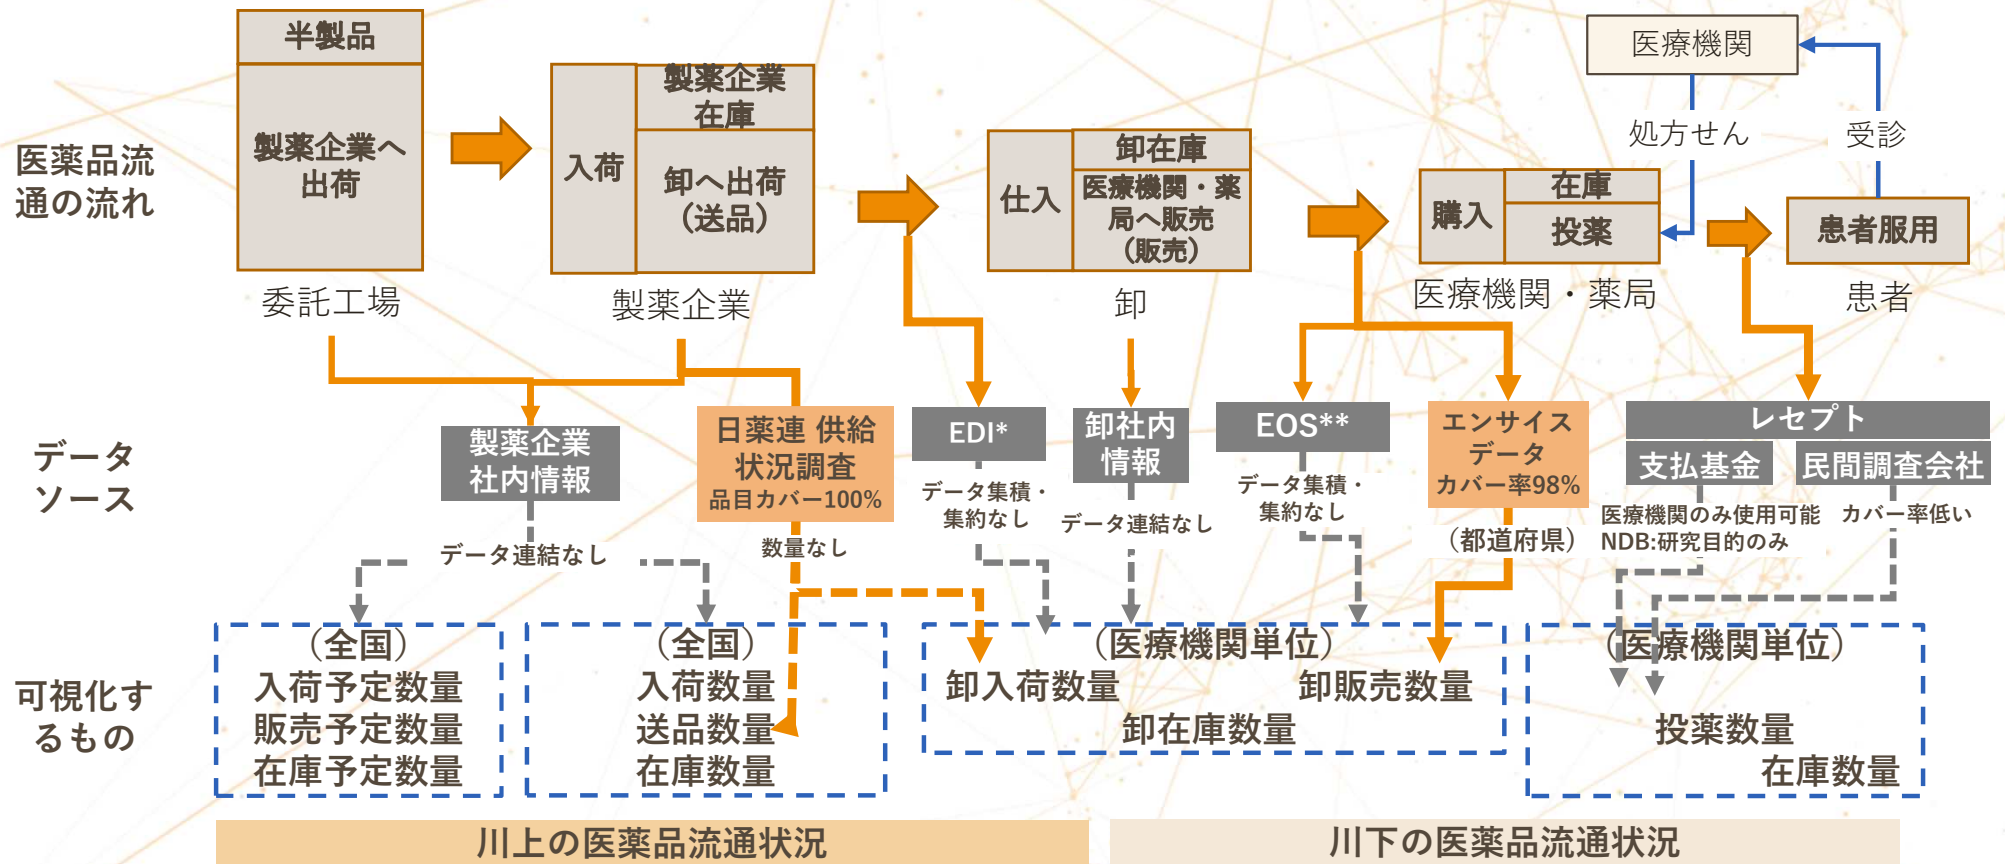 医薬品流
通の流れ
半製品
製薬企業へ
出荷
委託工場
入荷
製薬企業
在庫
卸へ出荷
（送品）
製薬企業
仕入
卸在庫
医療機関・薬
局へ販売
（販売）
卸
医療機関
処方せん
受診
購入
在庫
投薬
医療機関・薬局
患者服用
患者
データ
ソース
製薬企業
社内情報
データ連結なし
日薬連 供給
状況調査
品目カバー100%
数量なし
EDI*
データ集積・
集約なし
卸社内
情報
データ連結なし
EOS**
データ集積・
集約なし
エンサイス
データ
カバー率98%
（都道府県）
レセプト
支払基金
民間調査会社
医療機関のみ使用可能
NDB:研究目的のみ
カバー率低い
可視化す
るもの
（全国）
入荷予定数量
販売予定数量
在庫予定数量
（全国）
入荷数量
送品数量
在庫数量
（医療機関単位）
卸入荷数量
卸販売数量
卸在庫数量
（医療機関単位）
投薬数量
在庫数量
川上の医薬品流通状況
川下の医薬品流通状況